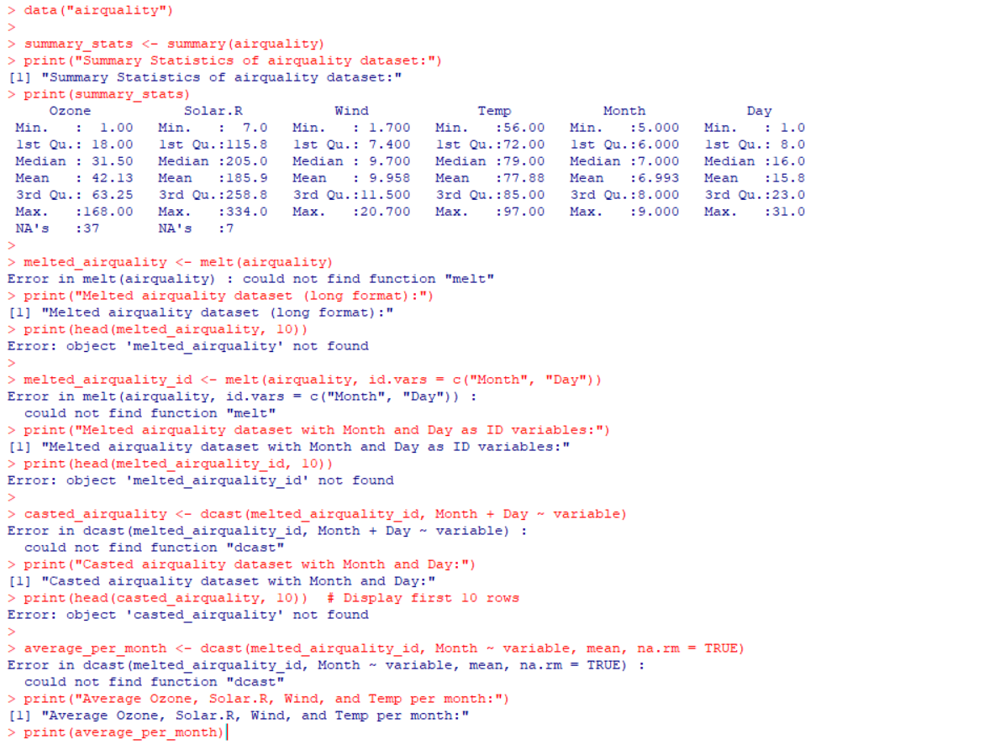 > data("airquality")
>
> summary_stats <- summary(airquality)
> print("Summary Statistics of airquality dataset:")
[1] "Summary Statistics of airquality dataset:"
> print(summary_stats)
     Ozone           Solar.R           Wind             Temp           Month            Day
 Min.   :  1.00   Min.   :  7.0   Min.   : 1.700   Min.   :56.00   Min.   :5.000   Min.   : 1.0
 1st Qu.: 18.00   1st Qu.:115.8   1st Qu.: 7.400   1st Qu.:72.00   1st Qu.:6.000   1st Qu.: 8.0
 Median : 31.50   Median :205.0   Median : 9.700   Median :79.00   Median :7.000   Median :16.0
 Mean   : 42.13   Mean   :185.9   Mean   : 9.958   Mean   :77.88   Mean   :6.993   Mean   :15.8
 3rd Qu.: 63.25   3rd Qu.:258.8   3rd Qu.:11.500   3rd Qu.:85.00   3rd Qu.:8.000   3rd Qu.:23.0
 Max.   :168.00   Max.   :334.0   Max.   :20.700   Max.   :97.00   Max.   :9.000   Max.   :31.0
 NA's   :37       NA's   :7
>
> melted_airquality <- melt(airquality)
Error in melt(airquality) : could not find function "melt"
> print("Melted airquality dataset (long format):")
[1] "Melted airquality dataset (long format):"
> print(head(melted_airquality, 10))
Error: object 'melted_airquality' not found
>
> melted_airquality_id <- melt(airquality, id.vars = c("Month", "Day"))
Error in melt(airquality, id.vars = c("Month", "Day")) :
  could not find function "melt"
> print("Melted airquality dataset with Month and Day as ID variables:")
[1] "Melted airquality dataset with Month and Day as ID variables:"
> print(head(melted_airquality_id, 10))
Error: object 'melted_airquality_id' not found
>
> casted_airquality <- dcast(melted_airquality_id, Month + Day ~ variable)
Error in dcast(melted_airquality_id, Month + Day ~ variable) :
  could not find function "dcast"
> print("Casted airquality dataset with Month and Day:")
[1] "Casted airquality dataset with Month and Day:"
> print(head(casted_airquality, 10))  # Display first 10 rows
Error: object 'casted_airquality' not found
>
> average_per_month <- dcast(melted_airquality_id, Month ~ variable, mean, na.rm = TRUE)
Error in dcast(melted_airquality_id, Month ~ variable, mean, na.rm = TRUE) :
  could not find function "dcast"
> print("Average Ozone, Solar.R, Wind, and Temp per month:")
[1] "Average Ozone, Solar.R, Wind, and Temp per month:"
> print(average_per_month)